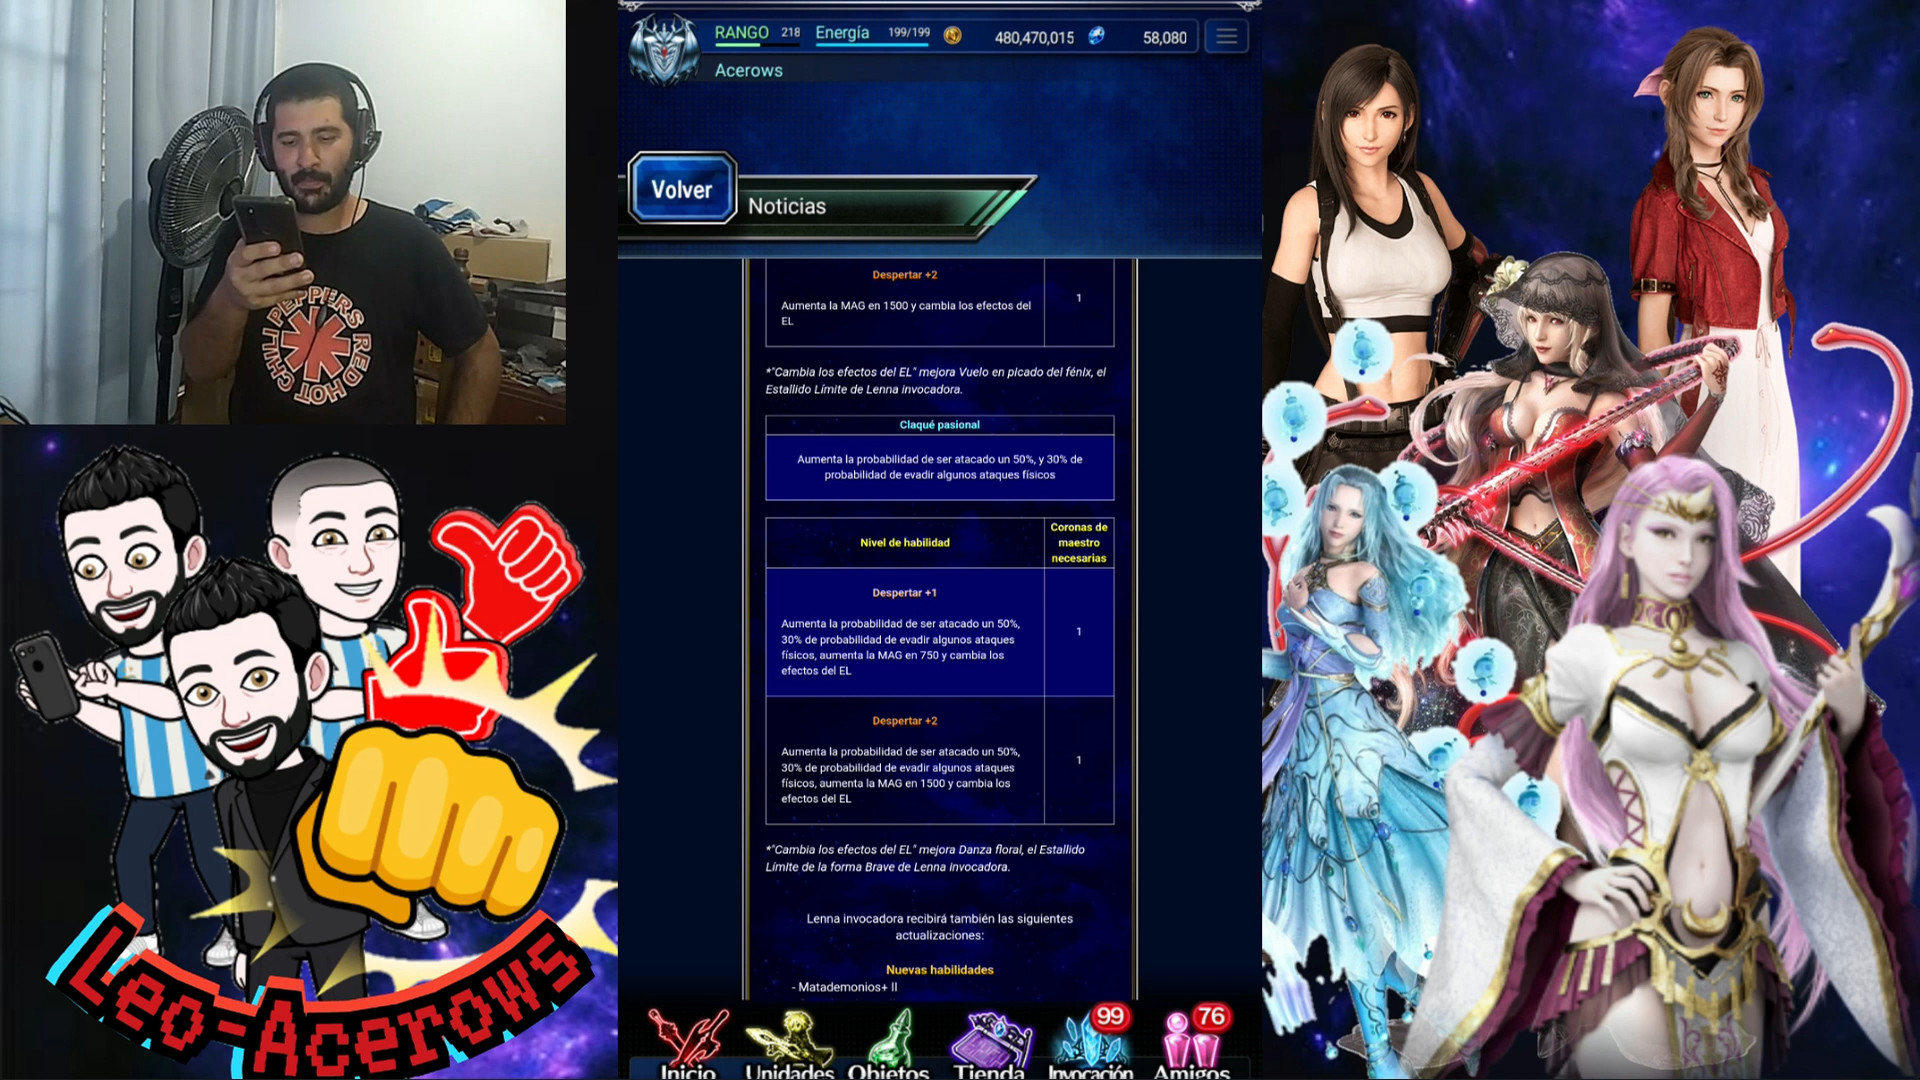 RANGO 218 Energía 199/199 480,470,015 58,080
Acerows
Volver
Noticias
Despertar +2
Aumenta la MAG en 1500 y cambia los efectos del
EL
1
*"Cambia los efectos del EL" mejora Vuelo en picado del fénix, el
Estallido Límite de Lenna invocadora.
Claqué pasional
Aumenta la probabilidad de ser atacado un 50%, y 30% de
probabilidad de evadir algunos ataques físicos
Nivel de habilidad
Coronas de
maestro
necesarias
Despertar +1
Aumenta la probabilidad de ser atacado un 50%,
30% de probabilidad de evadir algunos ataques
físicos, aumenta la MAG en 750 y cambia los
efectos del EL
1
Despertar +2
Aumenta la probabilidad de ser atacado un 50%,
30% de probabilidad de evadir algunos ataques
físicos, aumenta la MAG en 1500 y cambia los
efectos del EL
1
*"Cambia los efectos del EL" mejora Danza floral, el Estallido
Límite de la forma Brave de Lenna invocadora.
Lenna invocadora recibirá también las siguientes
actualizaciones:
Nuevas habilidades
- Matademonios+ II
99 76
Inicio Unidades Objetos Tienda Invocación Amigos
RED HOT CHILI PEPPERS
Leo-Acerows